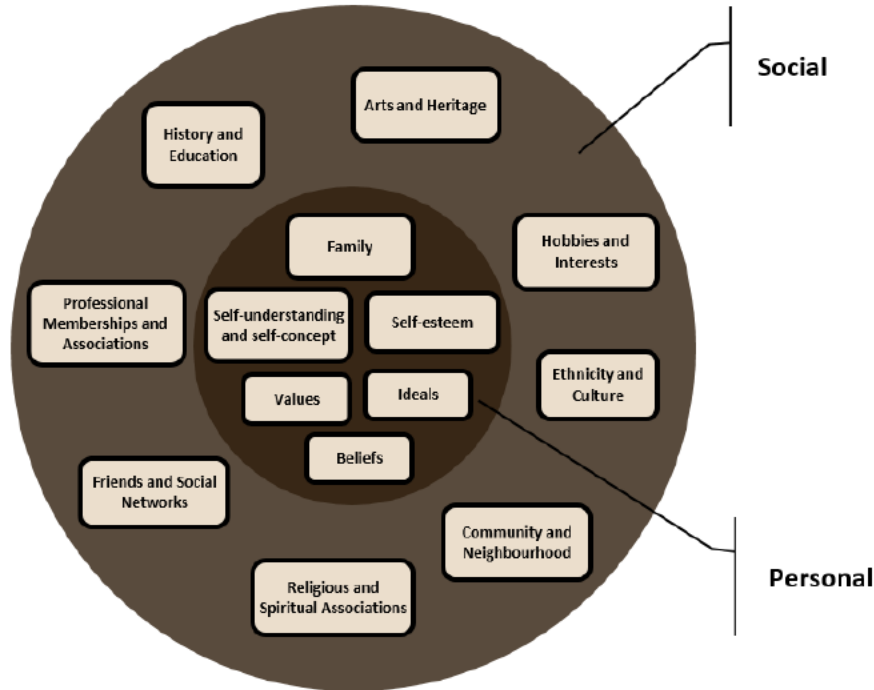 Social
Arts and Heritage
History and
Education
Hobbies and
Interests
Family
Professional
Memberships and
Associations
Self-understanding
and self-concept
Self-esteem
Ethnicity and
Culture
Values
Ideals
Beliefs
Friends and Social
Networks
Community and
Neighbourhood
Religious and
Spiritual Associations
Personal